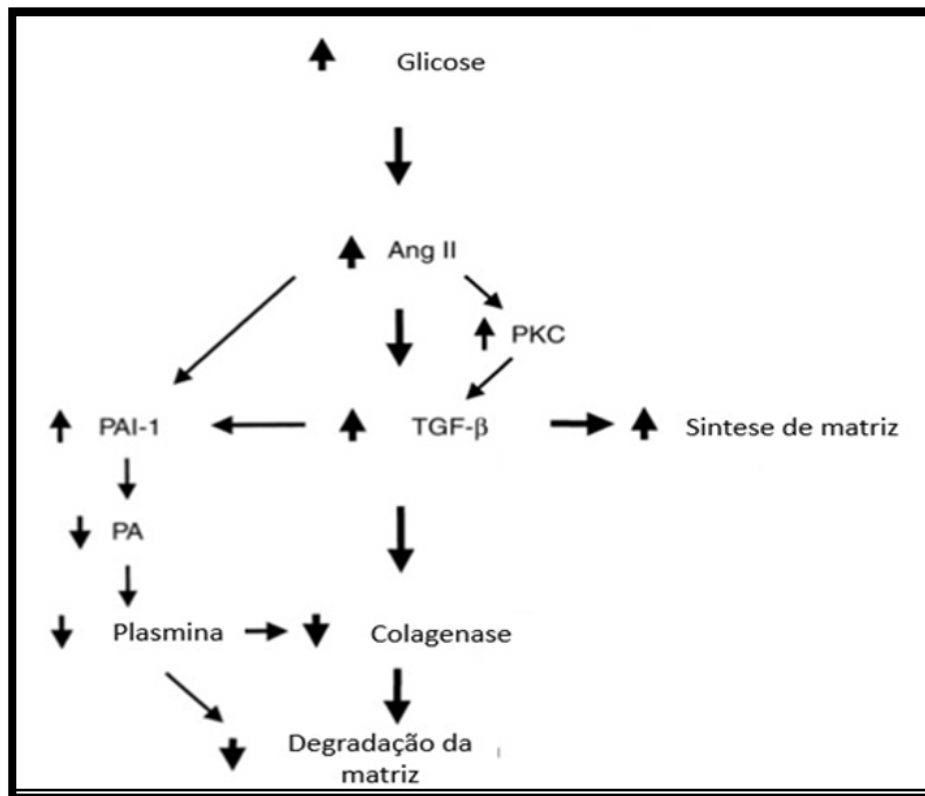 Glicose
Ang II
PKC
PAI-1
TGF-β
Sintese de matriz
PA
Plasmina
Colagenase
Degradação da
matriz